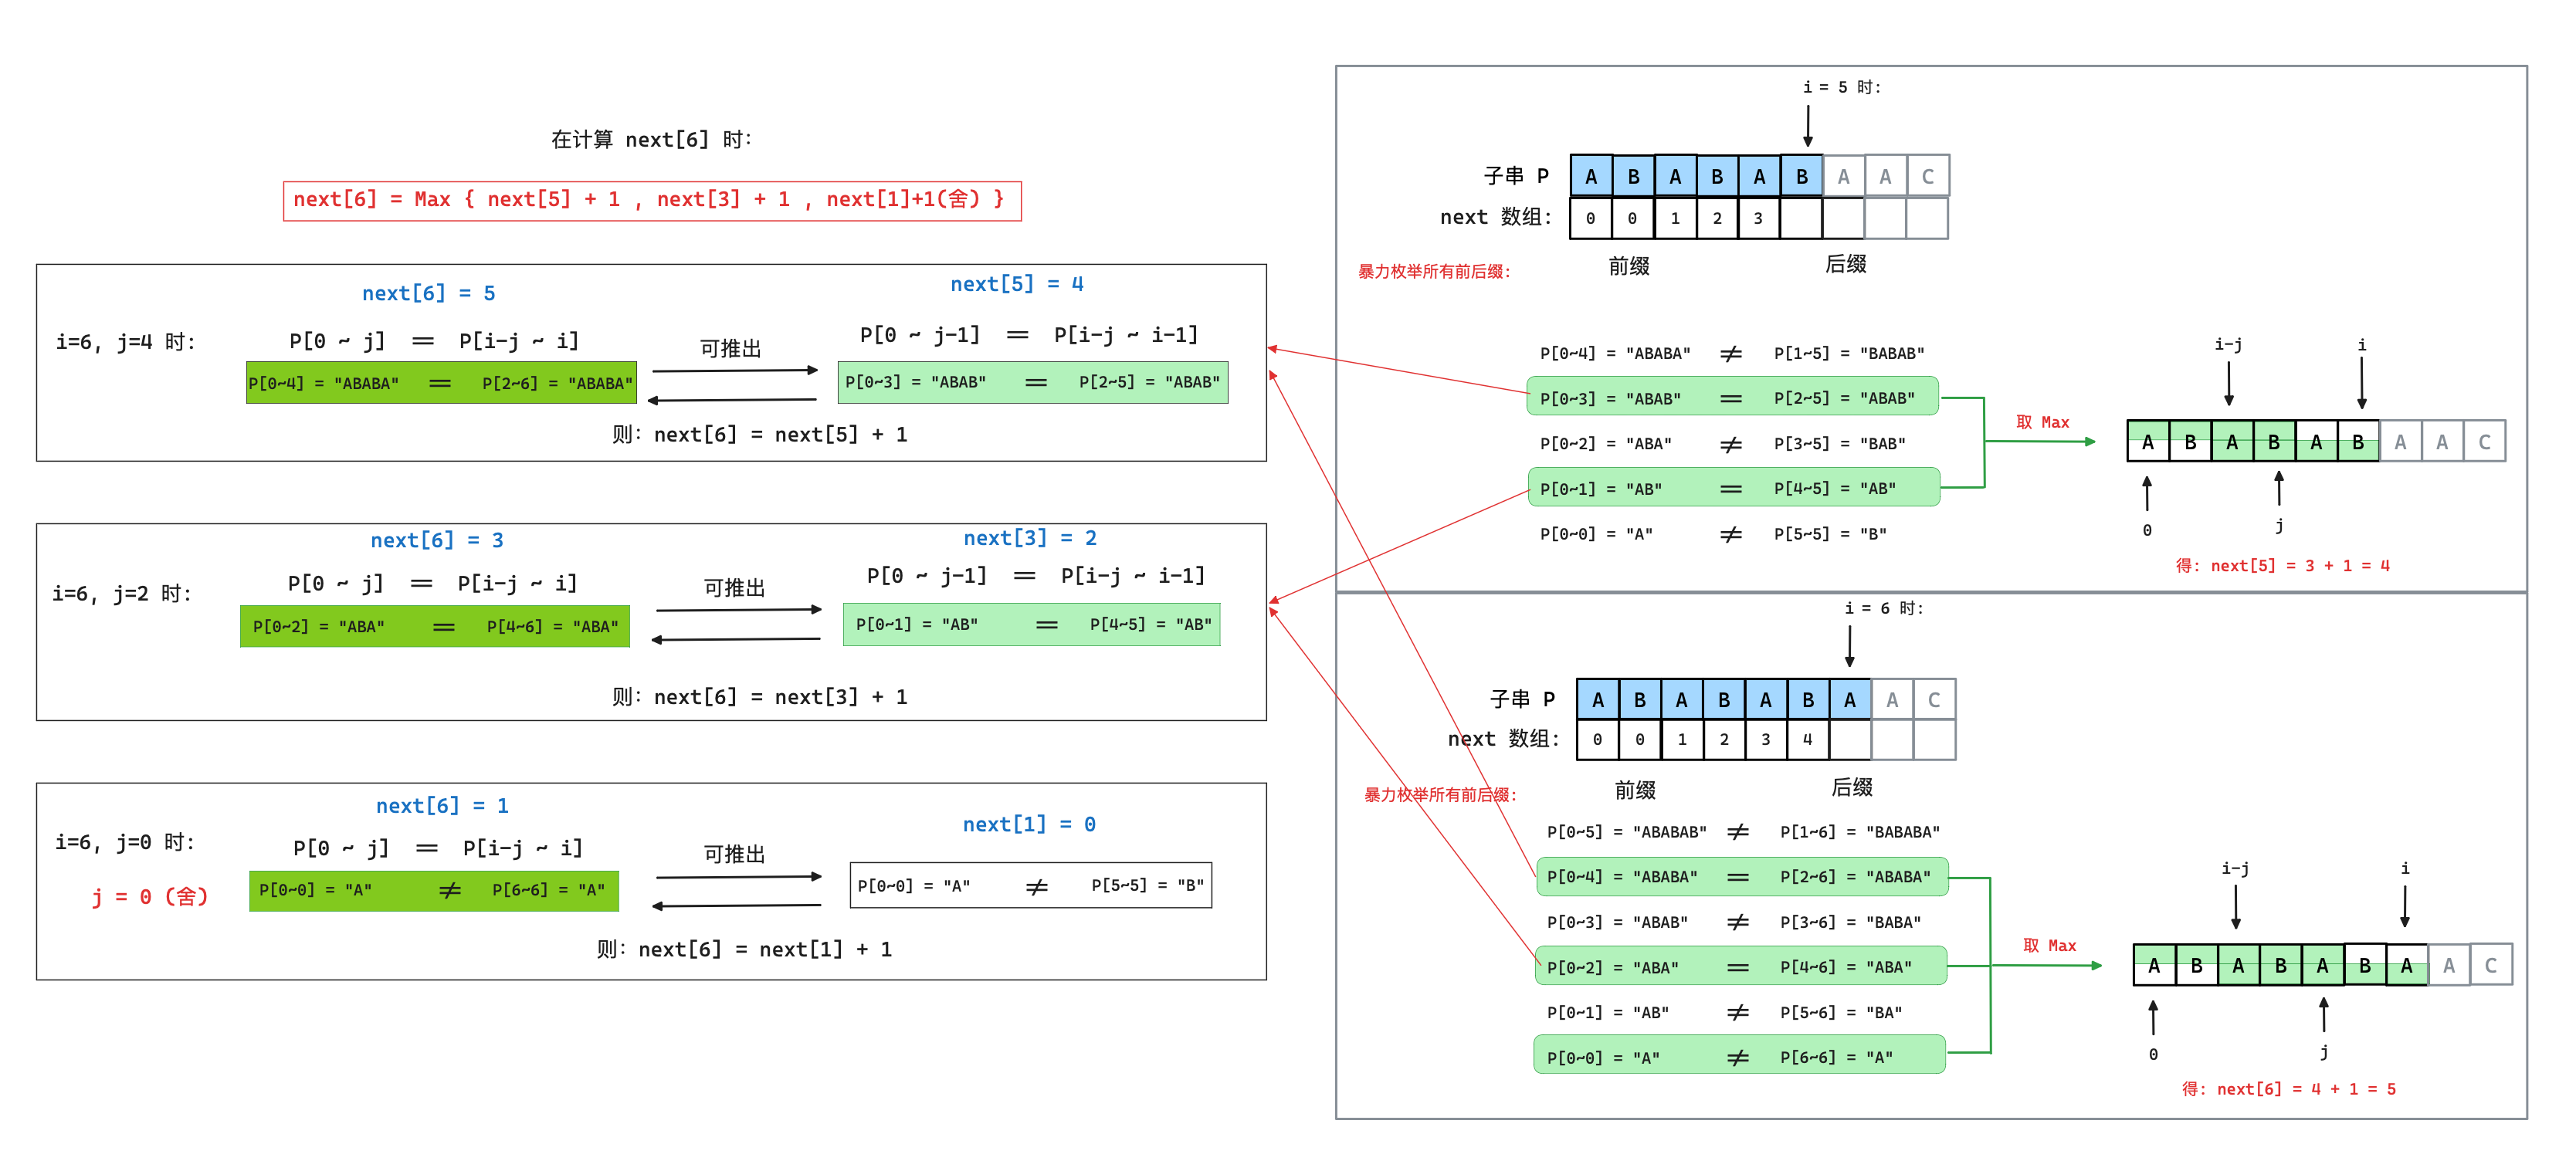 在计算 next[6] 时:
next[6] = Max { next[5] + 1 , next[3] + 1 , next[1]+1(舍) }
next[6] = 5
next[5] = 4
i=6, j=4 时:
P[0 ~ j] = P[i-j ~ i]
可推出
P[0 ~ j-1] = P[i-j ~ i-1]
P[0~4] = "ABABA" = P[2~6] = "ABABA"
P[0~3] = "ABAB" = P[2~5] = "ABAB"
则: next[6] = next[5] + 1
next[6] = 3
next[3] = 2
i=6, j=2 时:
P[0 ~ j] = P[i-j ~ i]
可推出
P[0 ~ j-1] = P[i-j ~ i-1]
P[0~2] = "ABA" = P[4~6] = "ABA"
P[0~1] = "AB" = P[4~5] = "AB"
则: next[6] = next[3] + 1
next[6] = 1
next[1] = 0
i=6, j=0 时:
j = 0 (舍)
P[0 ~ j] = P[i-j ~ i]
可推出
P[0~0] = "A" ≠ P[6~6] = "A"
P[0~0] = "A" ≠ P[5~5] = "B"
则: next[6] = next[1] + 1
i = 5 时:
子串 P A B A B A B A A C
next 数组: 0 0 1 2 3
暴力枚举所有前后缀:
前缀 后缀
P[0~4] = "ABABA" ≠ P[1~5] = "BABAB"
P[0~3] = "ABAB" = P[2~5] = "ABAB"
P[0~2] = "ABA" ≠ P[3~5] = "BAB"
P[0~1] = "AB" = P[4~5] = "AB"
P[0~0] = "A" ≠ P[5~5] = "B"
取 Max
i-j i
A B A B A B A A C
0 j
得: next[5] = 3 + 1 = 4
i = 6 时:
子串 P A B A B A B A A C
next 数组: 0 0 1 2 3 4
暴力枚举所有前后缀:
前缀 后缀
P[0~5] = "ABABAB" ≠ P[1~6] = "BABABA"
P[0~4] = "ABABA" = P[2~6] = "ABABA"
P[0~3] = "ABAB" ≠ P[3~6] = "BABA"
P[0~2] = "ABA" = P[4~6] = "ABA"
P[0~1] = "AB" ≠ P[5~6] = "BA"
P[0~0] = "A" ≠ P[6~6] = "A"
取 Max
i-j i
A B A B A B A A C
0 j
得: next[6] = 4 + 1 = 5